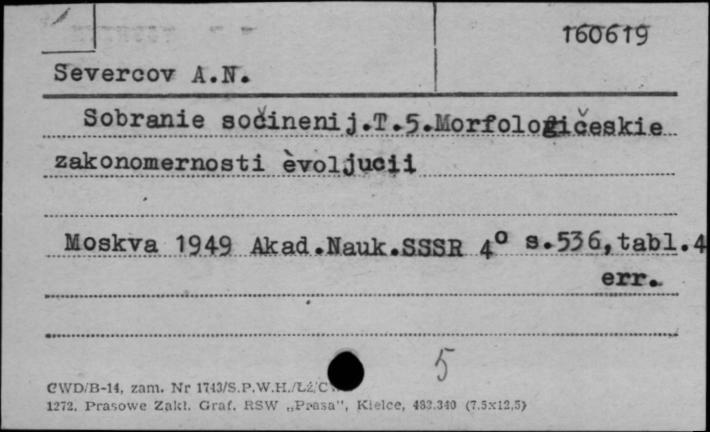 160619
Severcov A.N.
Sobranie sočinenij.T.5.Morfologičeskie
zakonomernosti èvoljucii
Moskva 1949 Akad.Nauk.SSSR 4° s.536,tabl.4
err.
5
CWD/B-14, zam. Nr 1743/S.P.W.H./Łź/C
1272. Prasowe Zakł. Graf. RSW „Prasa", Kielce, 483.340 (7.5x12,5)